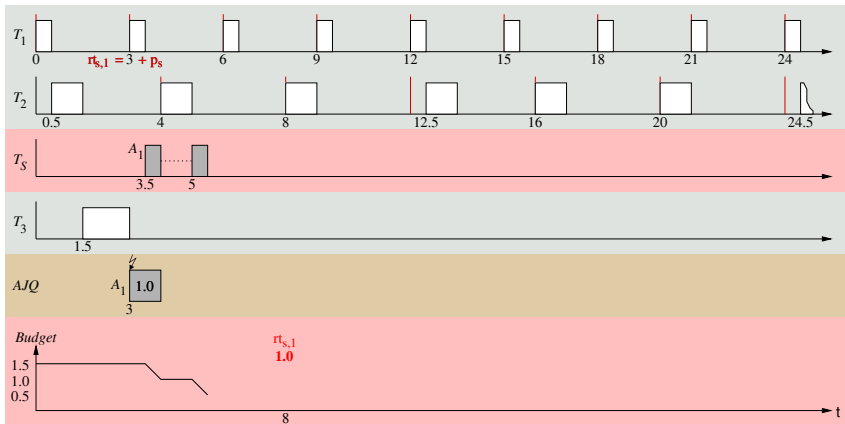 T1
0 3 6 9 12 15 18 21 24
rts,1 = 3 + ps
T2
0.5 4 8 12.5 16 20 24.5
TS
A1
3.5 5
T3
1.5
AJQ
A1 1.0
3
Budget
rts,1
1.0
1.5
1.0
0.5
8
t